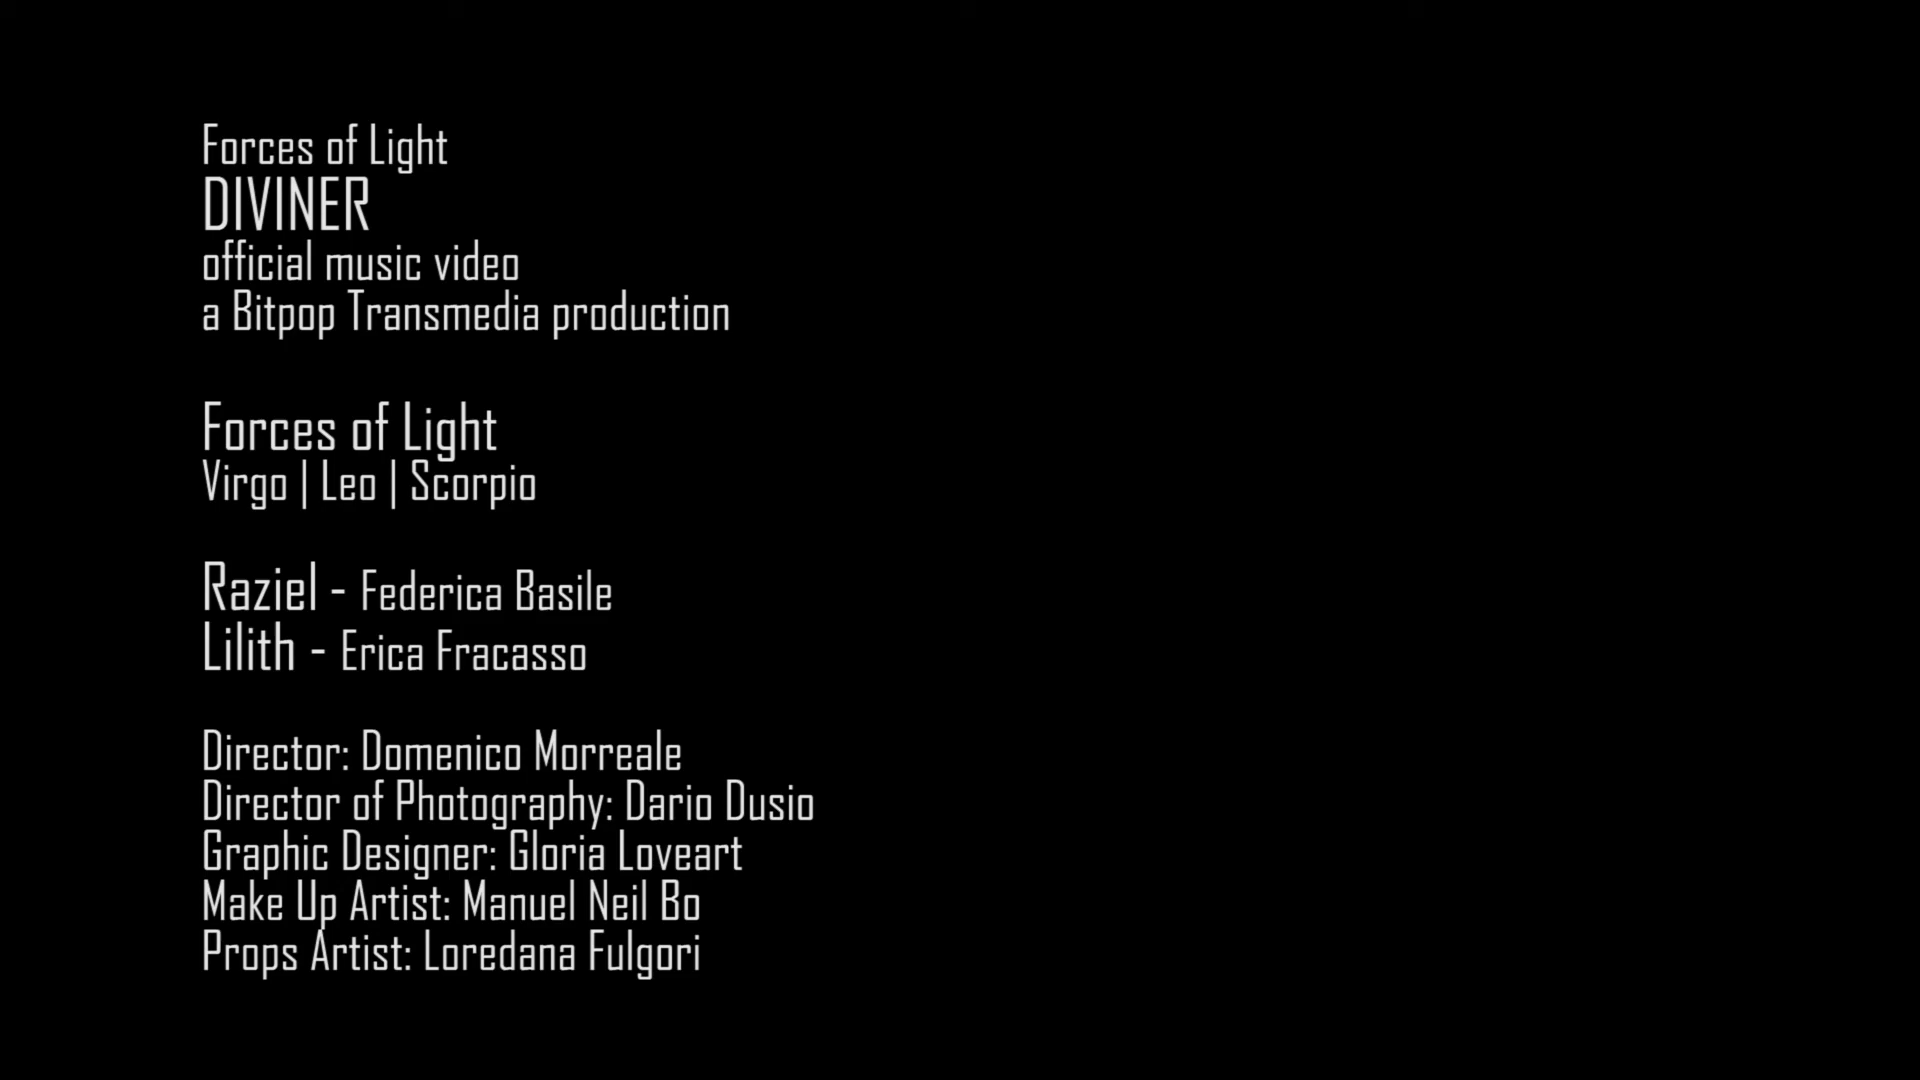 Forces of Light
DIVINER
official music video
a Bitpop Transmedia production
Forces of Light
Virgo | Leo | Scorpio
Raziel - Federica Basile
Lilith - Erica Fracasso
Director: Domenico Morreale
Director of Photography: Dario Dusio
Graphic Designer: Gloria Loveart
Make Up Artist: Manuel Neil Bo
Props Artist: Loredana Fulgori